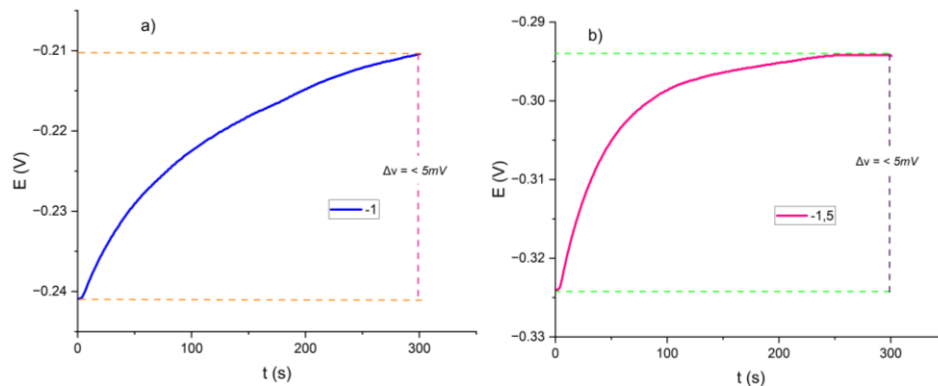 a)
−0.21
−0.22
−0.23
−0.24
E (V)
Δv = < 5mV
-1
0
100
200
300
t (s)
b)
−0.29
−0.30
−0.31
−0.32
−0.33
E (V)
Δv = < 5mV
-1,5
0
100
200
300
t (s)